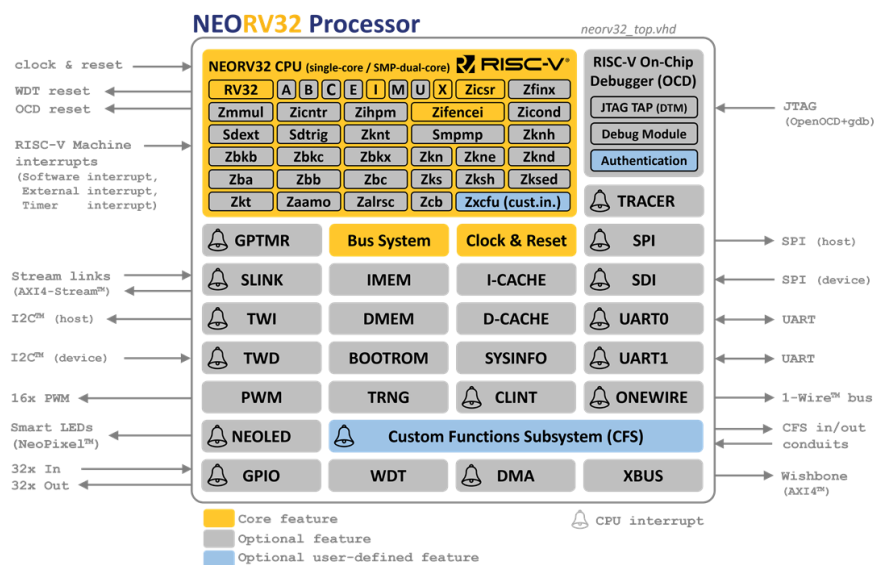 NEORV32 Processor
neorv32_top.vhd
clock & reset
WDT reset
OCD reset
RISC-V Machine
interrupts
(Software interrupt,
External interrupt,
Timer interrupt)
Stream links
(AXI4-Stream™)
I2C™ (host)
I2C™ (device)
16x PWM
Smart LEDs
(NeoPixel™)
32x In
32x Out
NEORV32 CPU (single-core / SMP-dual-core) RISC-V®
RV32 A B C E I M U X Zicsr Zfinx
Zmmul Zicntr Zihpm Zifencei Zicond
Sdext Sdtrig Zknt Smpmp Zknh
Zbkb Zbkc Zbkx Zkn Zkne Zknd
Zba Zbb Zbc Zks Zksh Zksed
Zkt Zaamo Zalrsc Zcb Zxcfu (cust.in.)
RISC-V On-Chip
Debugger (OCD)
JTAG TAP (DTM)
Debug Module
Authentication
TRACER
GPTMR Bus System Clock & Reset SPI
SLINK IMEM I-CACHE SDI
TWI DMEM D-CACHE UART0
TWD BOOTROM SYSINFO UART1
PWM TRNG CLINT ONEWIRE
NEOLED Custom Functions Subsystem (CFS)
GPIO WDT DMA XBUS
JTAG
(OpenOCD+gdb)
SPI (host)
SPI (device)
UART
UART
1-Wire™ bus
CFS in/out
conduits
Wishbone
(AXI4™)
Core feature
Optional feature
Optional user-defined feature
CPU interrupt